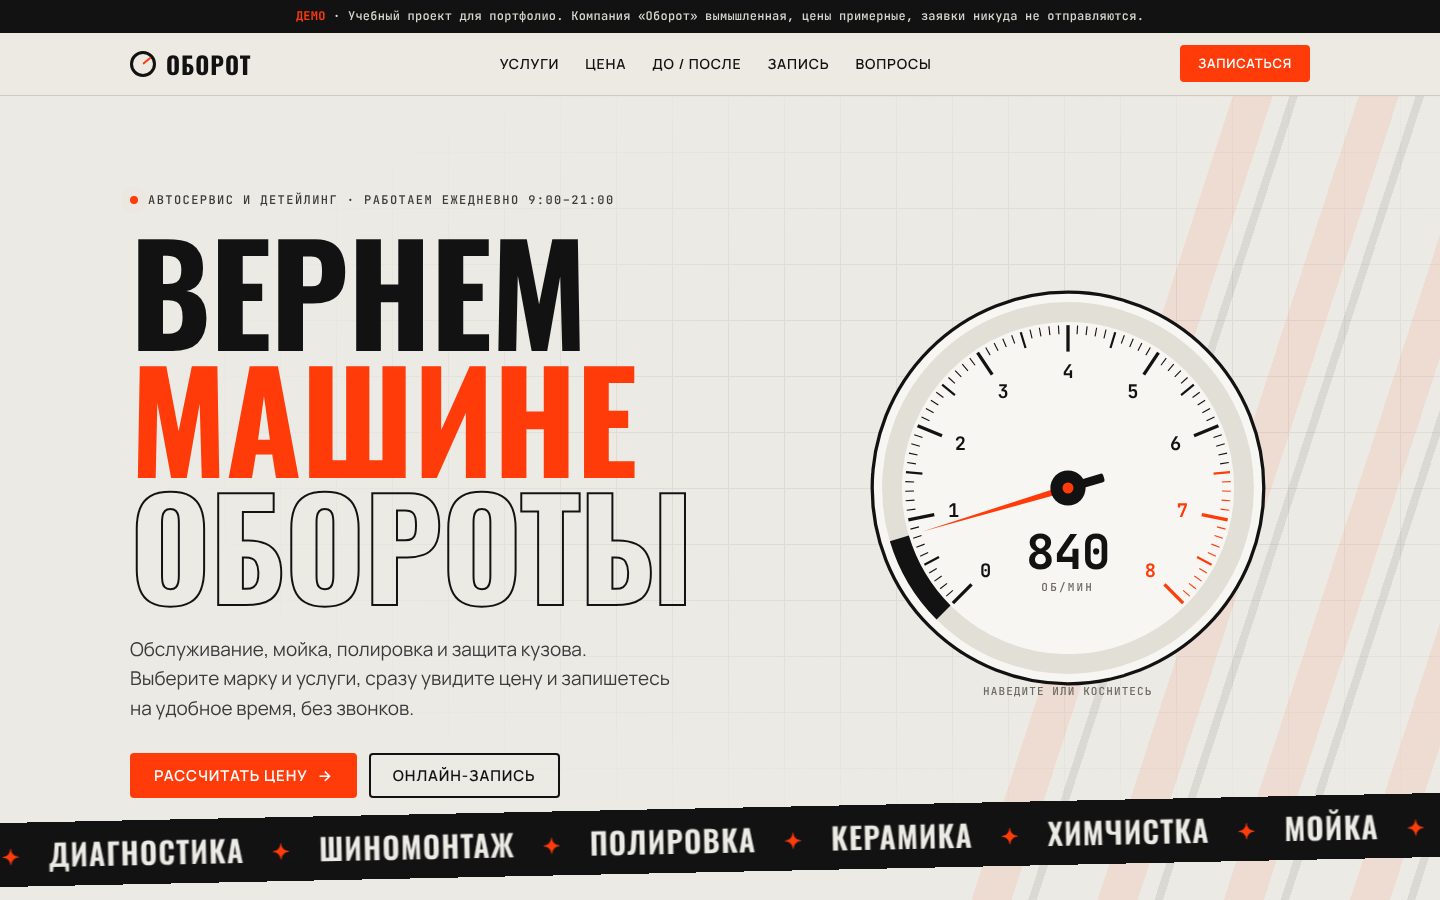 ДЕМО · Учебный проект для портфолио. Компания «Оборот» вымышленная, цены примерные, заявки никуда не отправляются.
ОБОРОТ
УСЛУГИ ЦЕНА ДО / ПОСЛЕ ЗАПИСЬ ВОПРОСЫ
ЗАПИСАТЬСЯ
АВТОСЕРВИС И ДЕТЕЙЛИНГ · РАБОТАЕМ ЕЖЕДНЕВНО 9:00–21:00
ВЕРНЕМ
МАШИНЕ
ОБОРОТЫ
Обслуживание, мойка, полировка и защита кузова.
Выберите марку и услуги, сразу увидите цену и запишетесь
на удобное время, без звонков.
РАССЧИТАТЬ ЦЕНУ →
ОНЛАЙН-ЗАПИСЬ
0
1
2
3
4
5
6
7
8
840
ОБ/МИН
НАВЕДИТЕ ИЛИ КОСНИТЕСЬ
ДИАГНОСТИКА ✦ ШИНОМОНТАЖ ✦ ПОЛИРОВКА ✦ КЕРАМИКА ✦ ХИМЧИСТКА ✦ МОЙКА